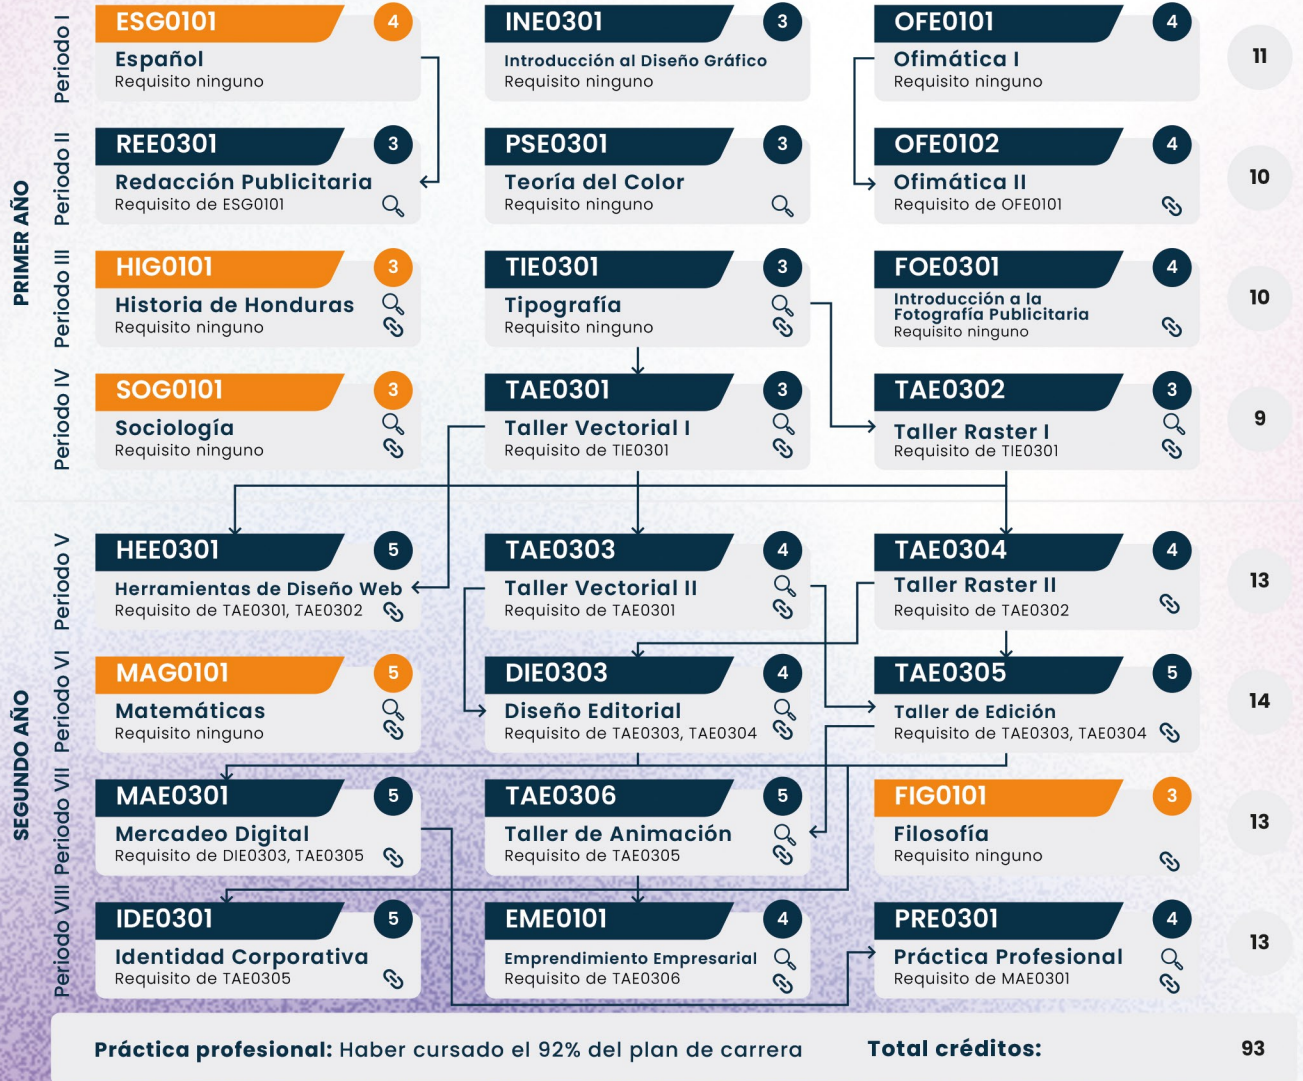 PRIMER AÑO
Periodo I
ESG0101 4
Español
Requisito ninguno
INE0301 3
Introducción al Diseño Gráfico
Requisito ninguno
OFE0101 4
Ofimática I
Requisito ninguno
11
Periodo II
REE0301 3
Redacción Publicitaria
Requisito de ESG0101
PSE0301 3
Teoría del Color
Requisito ninguno
OFE0102 4
Ofimática II
Requisito de OFE0101
10
Periodo III
HIG0101 3
Historia de Honduras
Requisito ninguno
TIE0301 3
Tipografía
Requisito ninguno
FOE0301 4
Introducción a la
Fotografía Publicitaria
Requisito ninguno
10
Periodo IV
SOG0101 3
Sociología
Requisito ninguno
TAE0301 3
Taller Vectorial I
Requisito de TIE0301
TAE0302 3
Taller Raster I
Requisito de TIE0301
9
SEGUNDO AÑO
Periodo V
HEE0301 5
Herramientas de Diseño Web
Requisito de TAE0301, TAE0302
TAE0303 4
Taller Vectorial II
Requisito de TAE0301
TAE0304 4
Taller Raster II
Requisito de TAE0302
13
Periodo VI
MAG0101 5
Matemáticas
Requisito ninguno
DIE0303 4
Diseño Editorial
Requisito de TAE0303, TAE0304
TAE0305 5
Taller de Edición
Requisito de TAE0303, TAE0304
14
Periodo VII
MAE0301 5
Mercadeo Digital
Requisito de DIE0303, TAE0305
TAE0306 5
Taller de Animación
Requisito de TAE0305
FIG0101 3
Filosofía
Requisito ninguno
13
Periodo VIII
IDE0301 5
Identidad Corporativa
Requisito de TAE0305
EME0101 4
Emprendimiento Empresarial
Requisito de TAE0306
PRE0301 4
Práctica Profesional
Requisito de MAE0301
13
Práctica profesional: Haber cursado el 92% del plan de carrera
Total créditos: 93